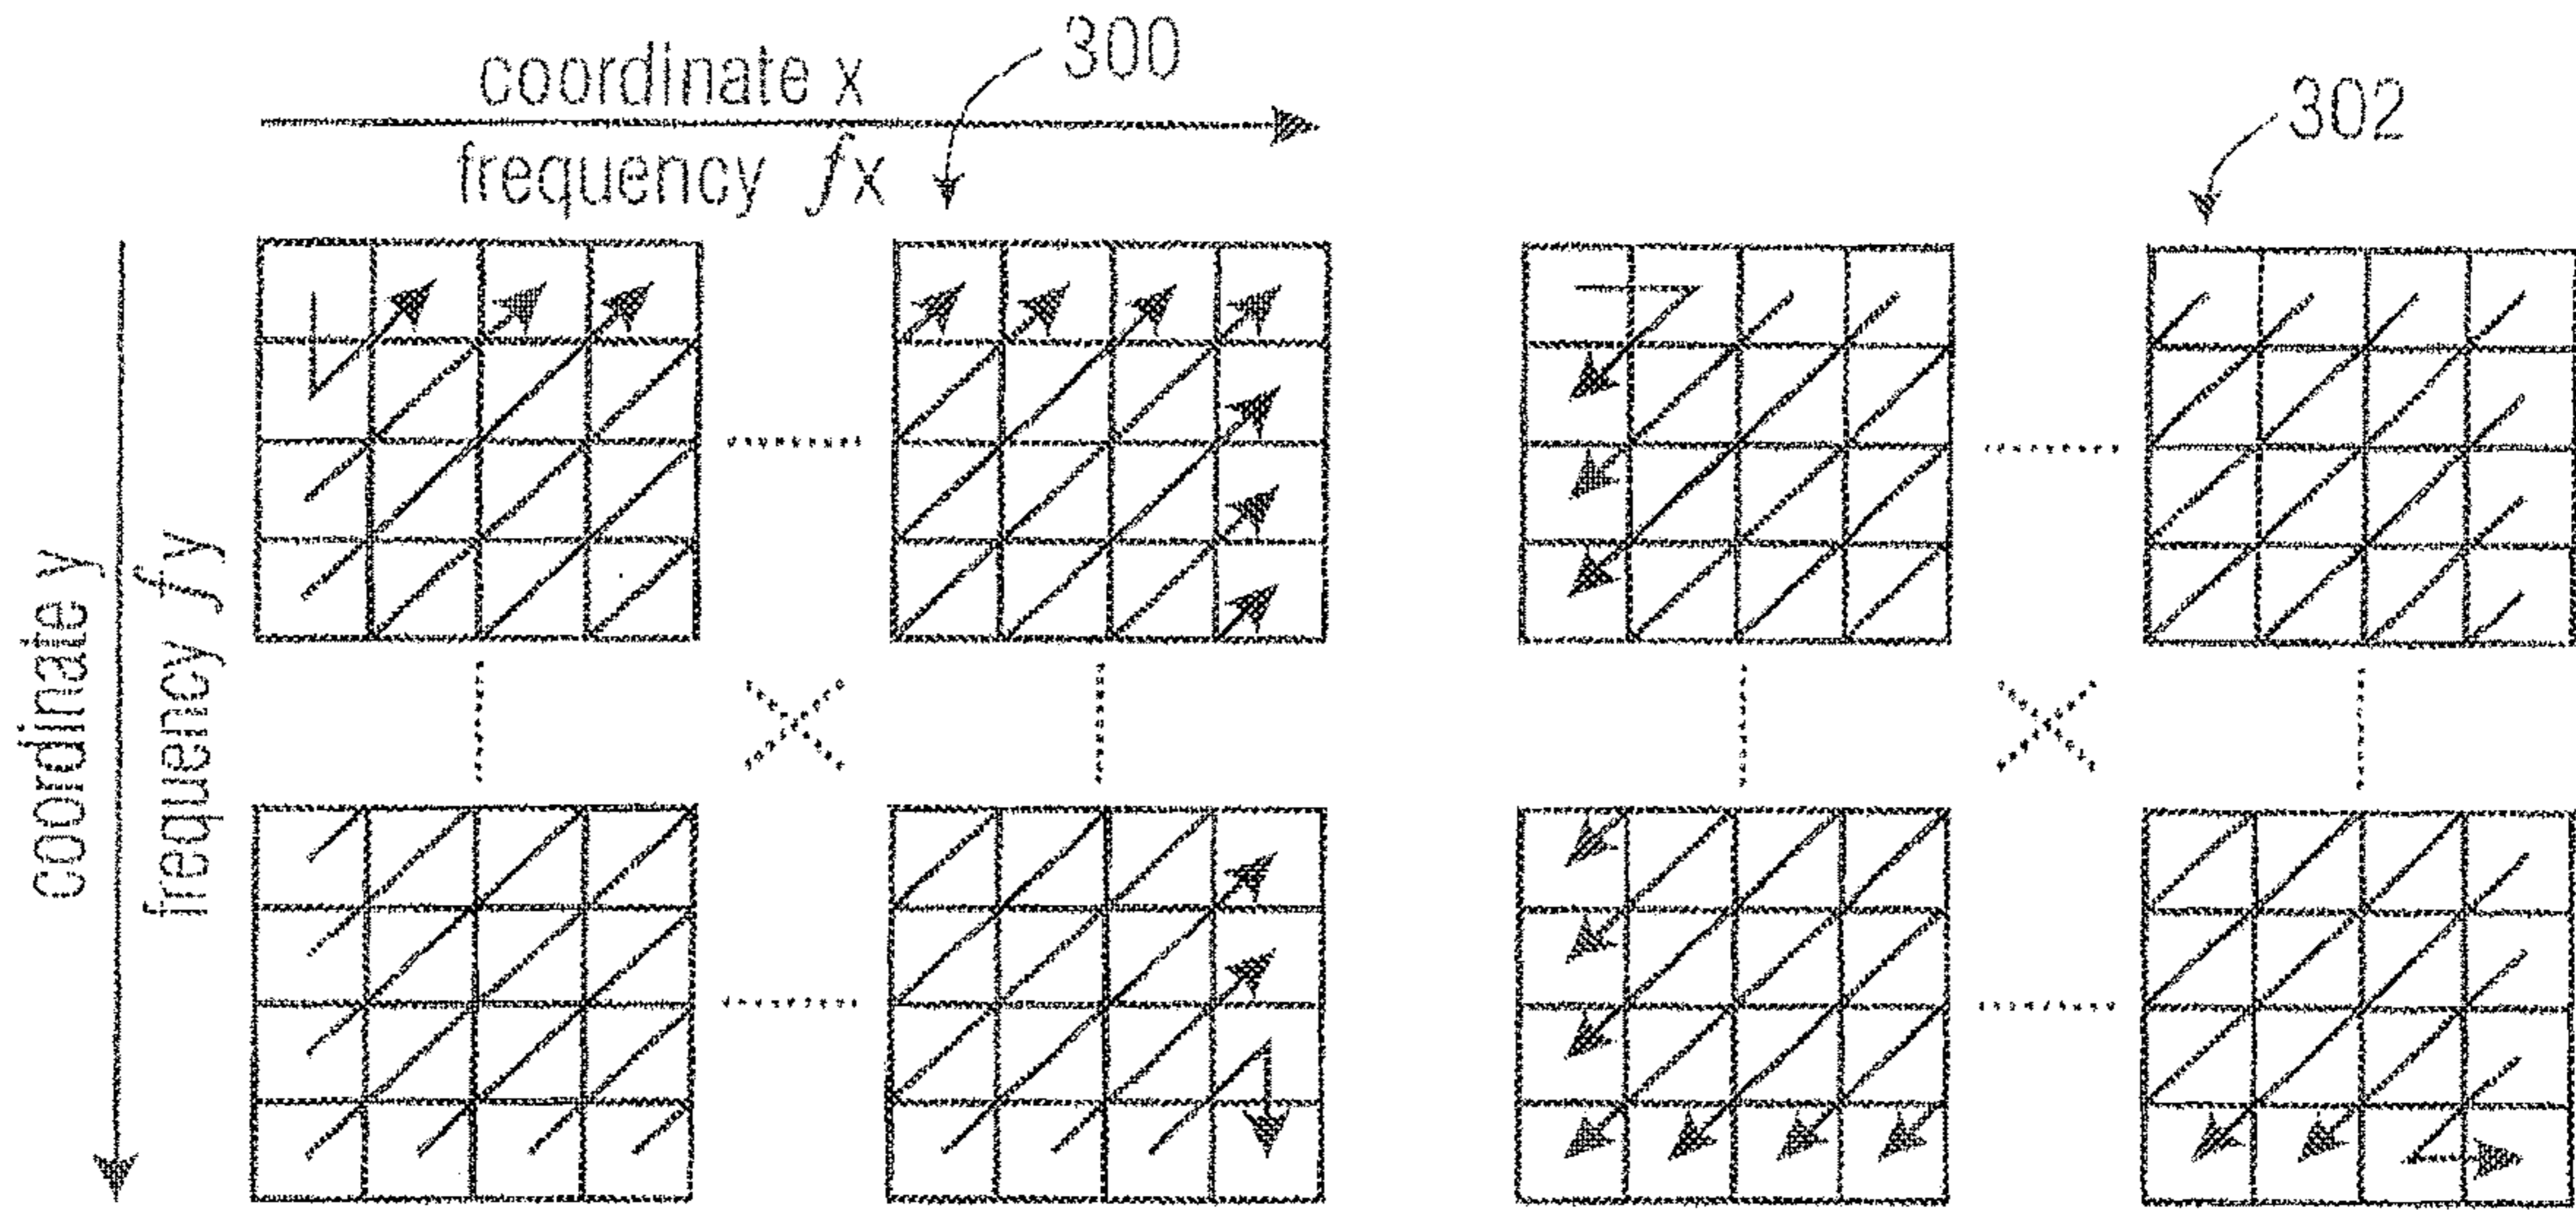 coordinate x
300
frequency fx
302
coordinate y
frequency fy